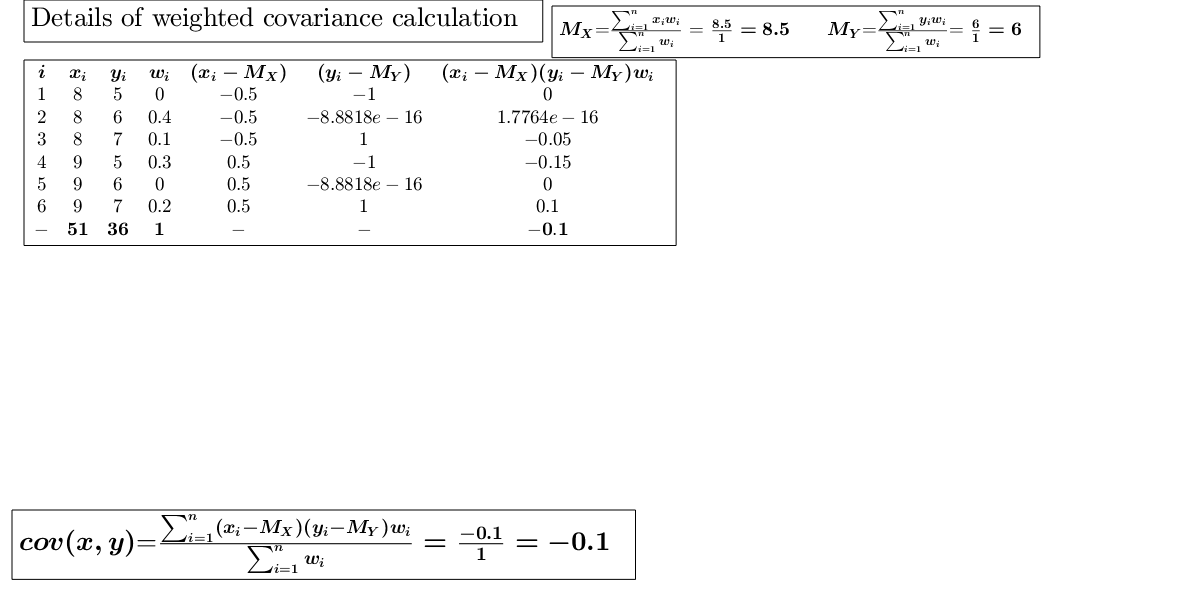 Details of weighted covariance calculation
M_X=\frac{\sum_{i=1}^{n} x_i w_i}{\sum_{i=1}^{n} w_i} = \frac{8.5}{1} = 8.5 M_Y=\frac{\sum_{i=1}^{n} y_i w_i}{\sum_{i=1}^{n} w_i}= \frac{6}{1} = 6
i x_i y_i w_i (x_i − M_X) (y_i − M_Y) (x_i − M_X)(y_i − M_Y)w_i
1 8 5 0 −0.5 −1 0
2 8 6 0.4 −0.5 −8.8818e − 16 1.7764e − 16
3 8 7 0.1 −0.5 1 −0.05
4 9 5 0.3 0.5 −1 −0.15
5 9 6 0 0.5 −8.8818e − 16 0
6 9 7 0.2 0.5 1 0.1
− 51 36 1 − − −0.1
cov(x, y)=\frac{\sum_{i=1}^{n}(x_i−M_X)(y_i−M_Y)w_i}{\sum_{i=1}^{n} w_i} = \frac{−0.1}{1} = −0.1